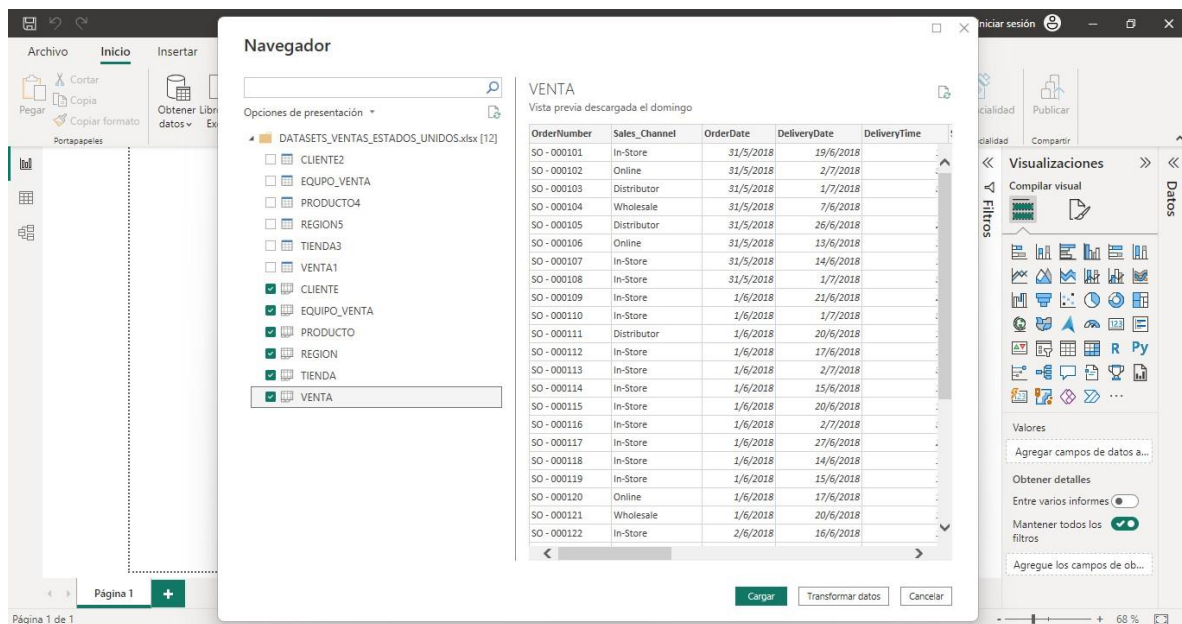 niciar sesión
Archivo Inicio Insertar
Pegar
Cortar
Copia
Copiar formato
Portapapeles
Obtener datos
Publicar
Compartir
Navegador
Opciones de presentación
DATASETS_VENTAS_ESTADOS_UNIDOS.xlsx [12]
CLIENTE2
EQUPO_VENTA
PRODUCTO4
REGION5
TIENDA3
VENTA1
CLIENTE
EQUIPO_VENTA
PRODUCTO
REGION
TIENDA
VENTA
VENTA
Vista previa descargada el domingo
OrderNumber Sales_Channel OrderDate DeliveryDate DeliveryTime
SO - 000101 In-Store 31/5/2018 19/6/2018
SO - 000102 Online 31/5/2018 2/7/2018
SO - 000103 Distributor 31/5/2018 1/7/2018
SO - 000104 Wholesale 31/5/2018 7/6/2018
SO - 000105 Distributor 31/5/2018 26/6/2018
SO - 000106 Online 31/5/2018 13/6/2018
SO - 000107 In-Store 31/5/2018 14/6/2018
SO - 000108 In-Store 31/5/2018 1/7/2018
SO - 000109 In-Store 1/6/2018 21/6/2018
SO - 000110 In-Store 1/6/2018 1/7/2018
SO - 000111 Distributor 1/6/2018 20/6/2018
SO - 000112 In-Store 1/6/2018 17/6/2018
SO - 000113 In-Store 1/6/2018 2/7/2018
SO - 000114 In-Store 1/6/2018 15/6/2018
SO - 000115 In-Store 1/6/2018 20/6/2018
SO - 000116 In-Store 1/6/2018 2/7/2018
SO - 000117 In-Store 1/6/2018 27/6/2018
SO - 000118 In-Store 1/6/2018 14/6/2018
SO - 000119 In-Store 1/6/2018 15/6/2018
SO - 000120 Online 1/6/2018 17/6/2018
SO - 000121 Wholesale 1/6/2018 20/6/2018
SO - 000122 In-Store 2/6/2018 16/6/2018
Cargar Transformar datos Cancelar
Filtros
Visualizaciones
Compilar visual
123
R Py
Valores
Agregar campos de datos a...
Obtener detalles
Entre varios informes
Mantener todos los
filtros
Agregue los campos de ob...
Datos
Página 1
Página 1 de 1
68 %